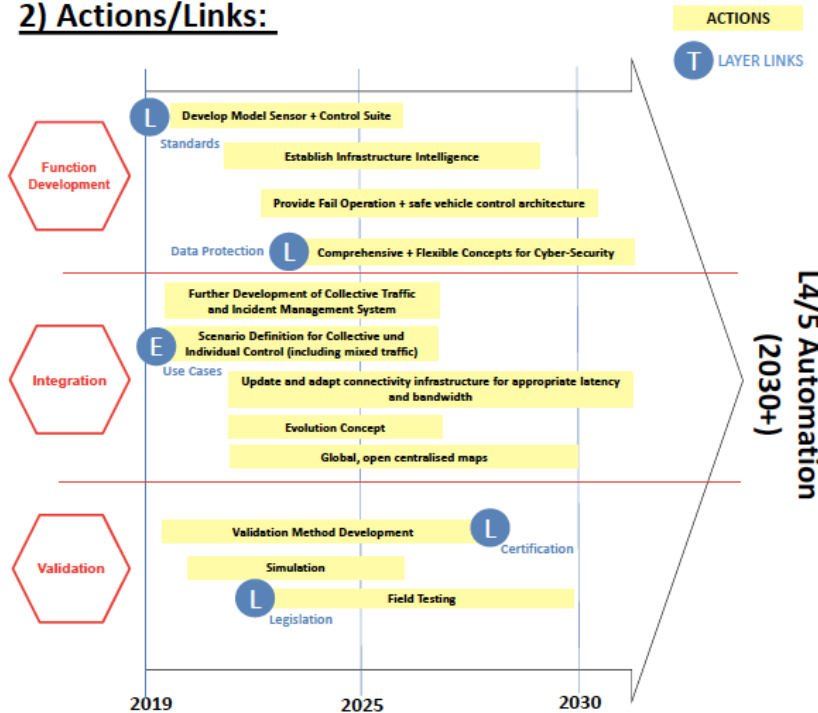 2) Actions/Links:
ACTIONS
T LAYER LINKS
L Develop Model Sensor + Control Suite
Standards
Establish Infrastructure Intelligence
Function
Development
Provide Fail Operation + safe vehicle control architecture
Data Protection L Comprehensive + Flexible Concepts for Cyber-Security
Further Development of Collective Traffic
and Incident Management System
E Scenario Definition for Collective und
Individual Control (including mixed traffic)
Use Cases
Integration
Update and adapt connectivity infrastructure for appropriate latency
and bandwidth
Evolution Concept
Global, open centralised maps
Validation Method Development L
Certification
Validation
Simulation
L Field Testing
Legislation
L4/5 Automation
(2030+)
2019 2025 2030